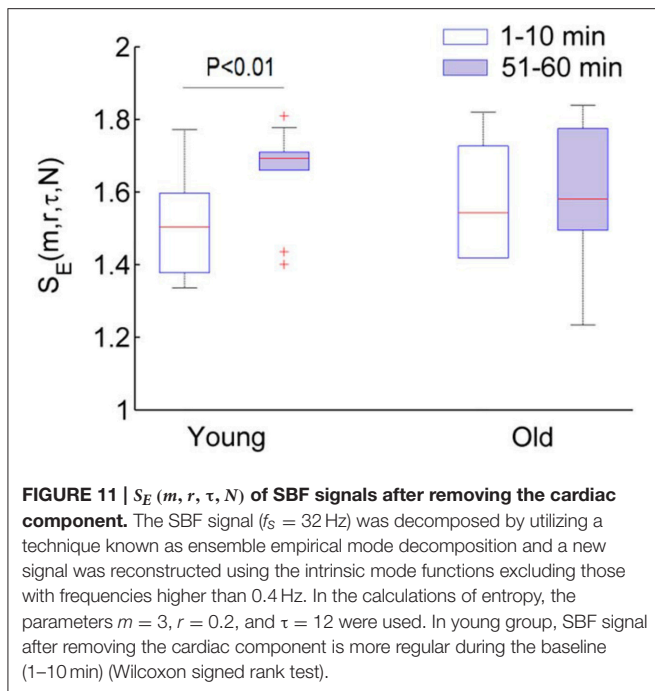 2
1.8
1.6
1.4
1.2
1
S_E(m,r,τ,N)
P<0.01
1-10 min
51-60 min
Young
Old
FIGURE 11 | S_E (m, r, τ, N) of SBF signals after removing the cardiac
component. The SBF signal (f_S = 32 Hz) was decomposed by utilizing a
technique known as ensemble empirical mode decomposition and a new
signal was reconstructed using the intrinsic mode functions excluding those
with frequencies higher than 0.4 Hz. In the calculations of entropy, the
parameters m = 3, r = 0.2, and τ = 12 were used. In young group, SBF signal
after removing the cardiac component is more regular during the baseline
(1–10 min) (Wilcoxon signed rank test).